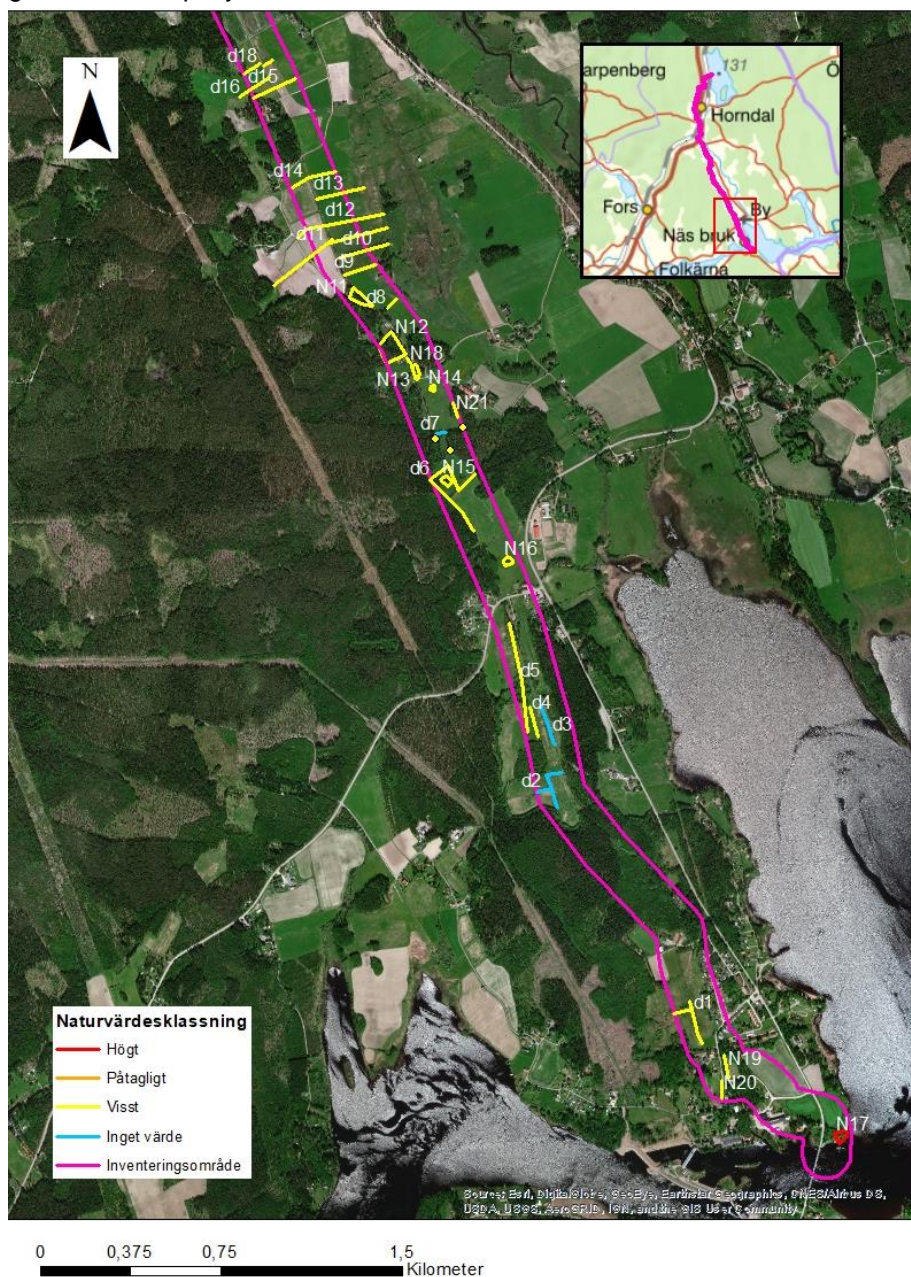 N
d18
d15
d16
d14
d13
d12
d11
d10
d9
N11
d8
N12
N18
N13
N14
N21
d7
d6
N15
N16
d5
d4
d3
d2
d1
N19
N20
N17
arpenberg
131
Ö
Horndal
Fors
By
Näs bruk
Folkärna
Naturvärdesklassning
Högt
Påtagligt
Visst
Inget värde
Inventeringsområde
Source: Esri, DigitalGlobe, GeoEye, Earthstar Geographics, CNES/Airbus DS,
USDA, USGS, AeroGRID, IGN, and the GIS User Community
0 0,375 0,75 1,5
Kilometer